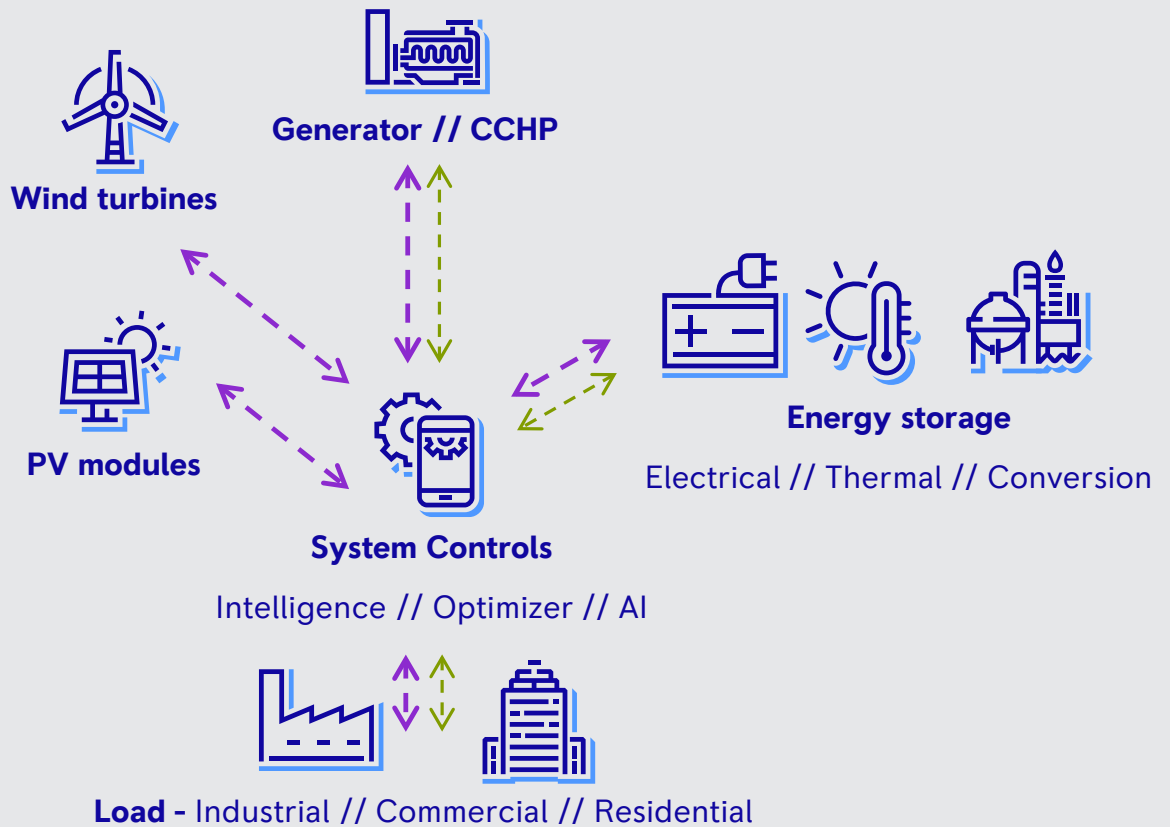 Generator // CCHP
Wind turbines
PV modules
Energy storage
Electrical // Thermal // Conversion
System Controls
Intelligence // Optimizer // AI
Load - Industrial // Commercial // Residential